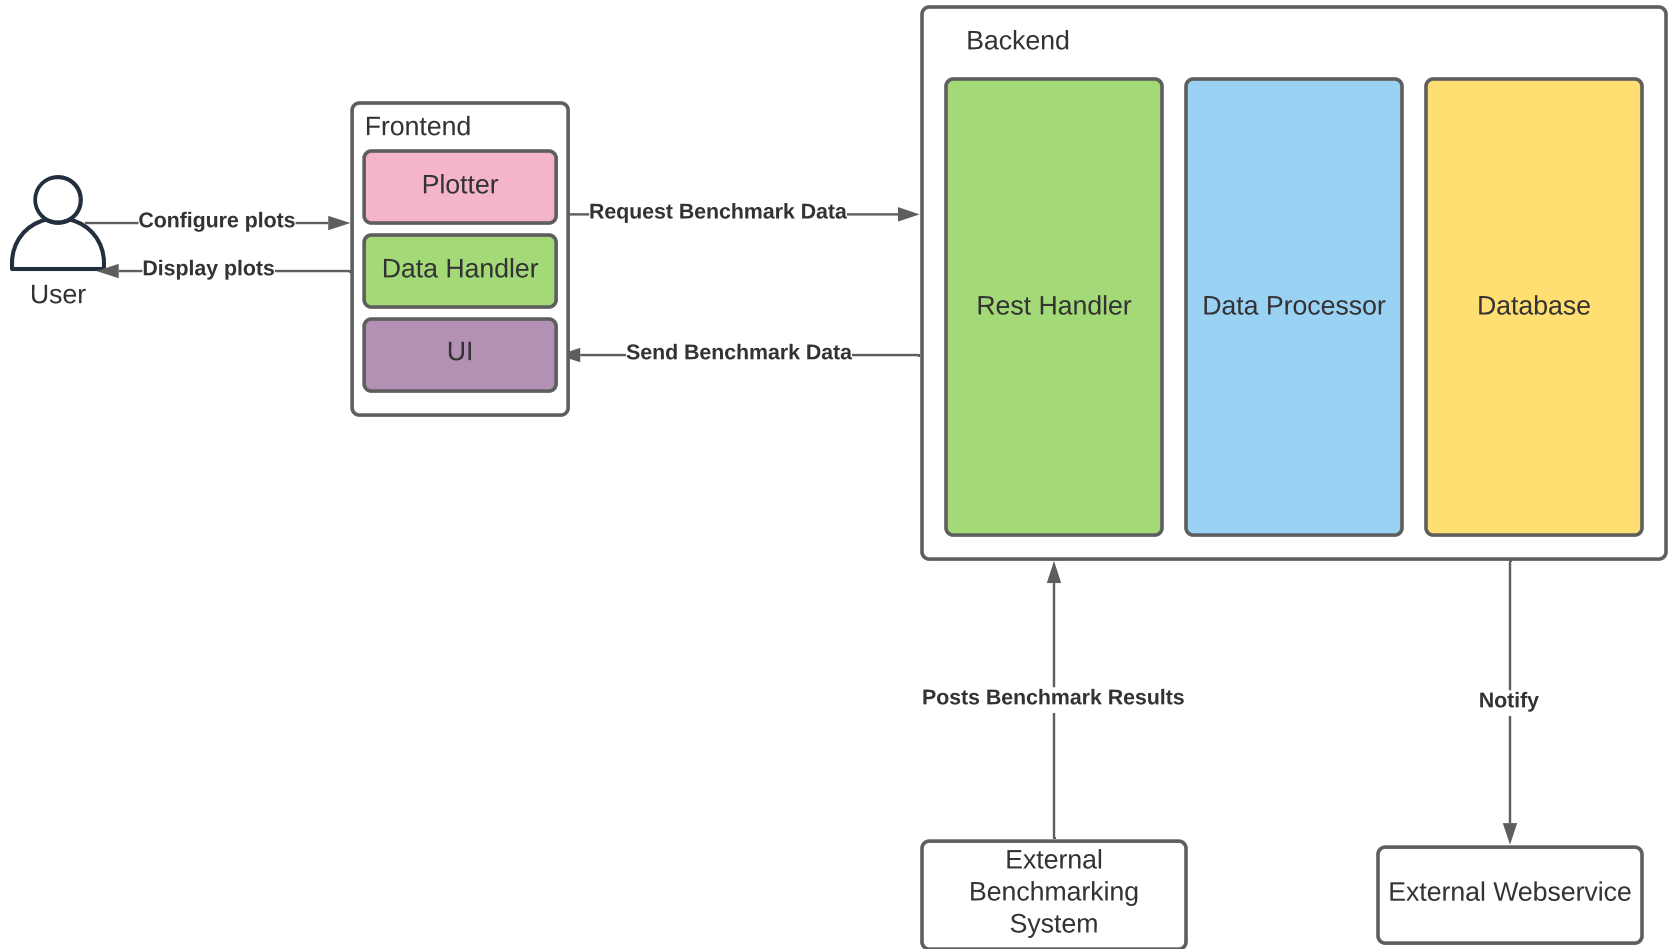 Backend
Frontend
Plotter
Configure plots
Request Benchmark Data
Data Handler
Display plots
User
Rest Handler
Data Processor
Database
UI
Send Benchmark Data
Posts Benchmark Results
Notify
External
Benchmarking
System
External Webservice